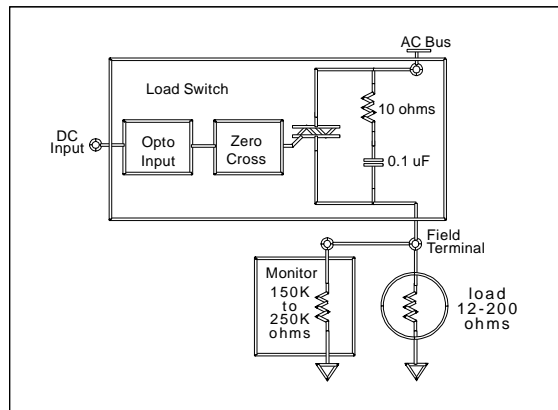 AC Bus
Load Switch
10 ohms
DC
Input
Opto
Input
Zero
Cross
0.1 uF
Field
Terminal
Monitor
150K
to
250K
ohms
load
12-200
ohms